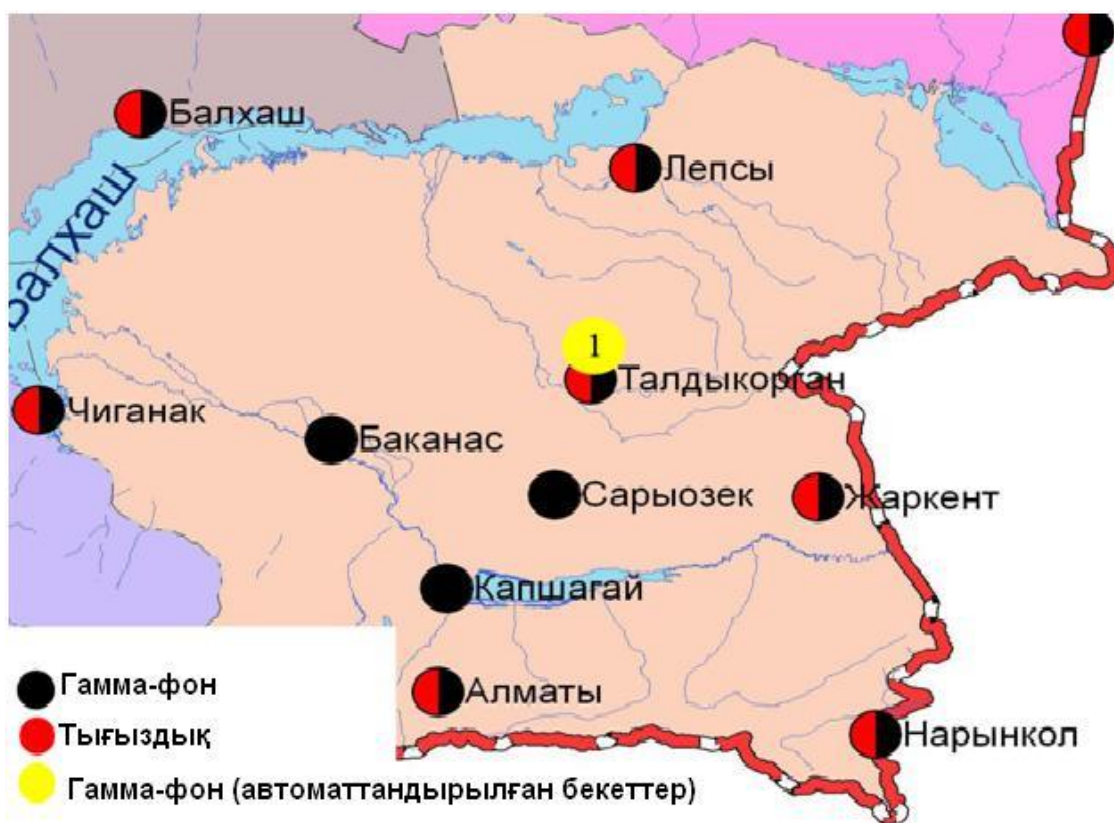 Балхаш
Лепсы
Балхаш
1
Талдыкорган
Чиганак
Баканас
Сарыозек
Жаркент
Капшагай
Гамма-фон
Алматы
Тығыздық
Нарынкол
Гамма-фон (автоматтандырылған бекеттер)